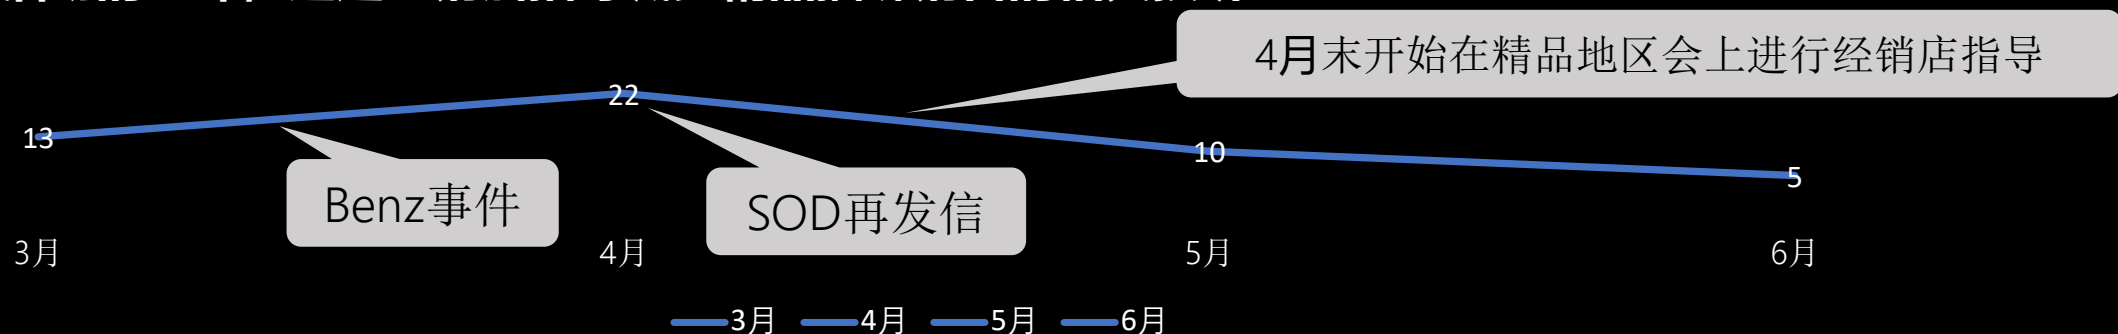 4月末开始在精品地区会上进行经销店指导
22
13
10
5
Benz事件
SOD再发信
3月
4月
5月
6月
3月 4月 5月 6月